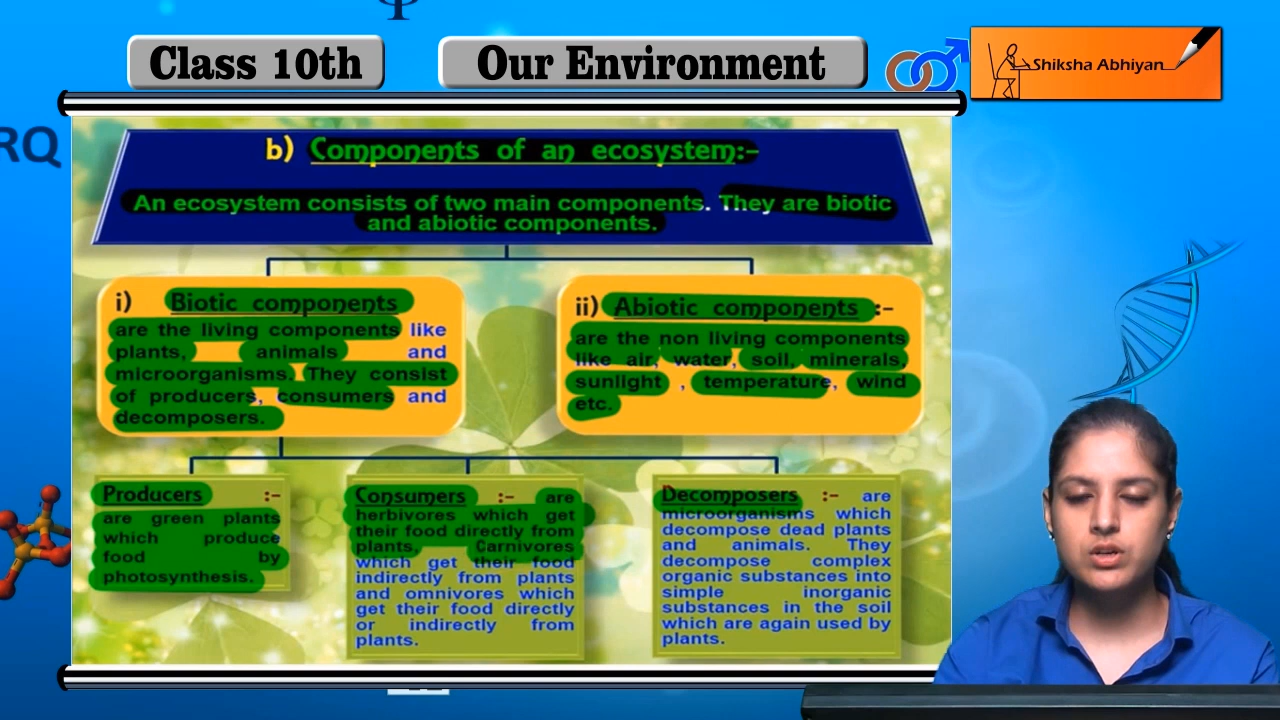 Class 10th
Our Environment
Shiksha Abhiyan
RQ
b) Components of an ecosystem:-
An ecosystem consists of two main components. They are biotic
and abiotic components.
i) Biotic components
are the living components like
plants, animals and
microorganisms. They consist
of producers, consumers and
decomposers.
ii) Abiotic components :-
are the non living components
like air, water, soil, minerals,
sunlight , temperature, wind
etc.
Producers :-
are green plants
which produce
food by
photosynthesis.
Consumers :- are
herbivores which get
their food directly from
plants, Carnivores
which get their food
indirectly from plants
and omnivores which
get their food directly
or indirectly from
plants.
Decomposers :- are
microorganisms which
decompose dead plants
and animals. They
decompose complex
organic substances into
simple inorganic
substances in the soil
which are again used by
plants.